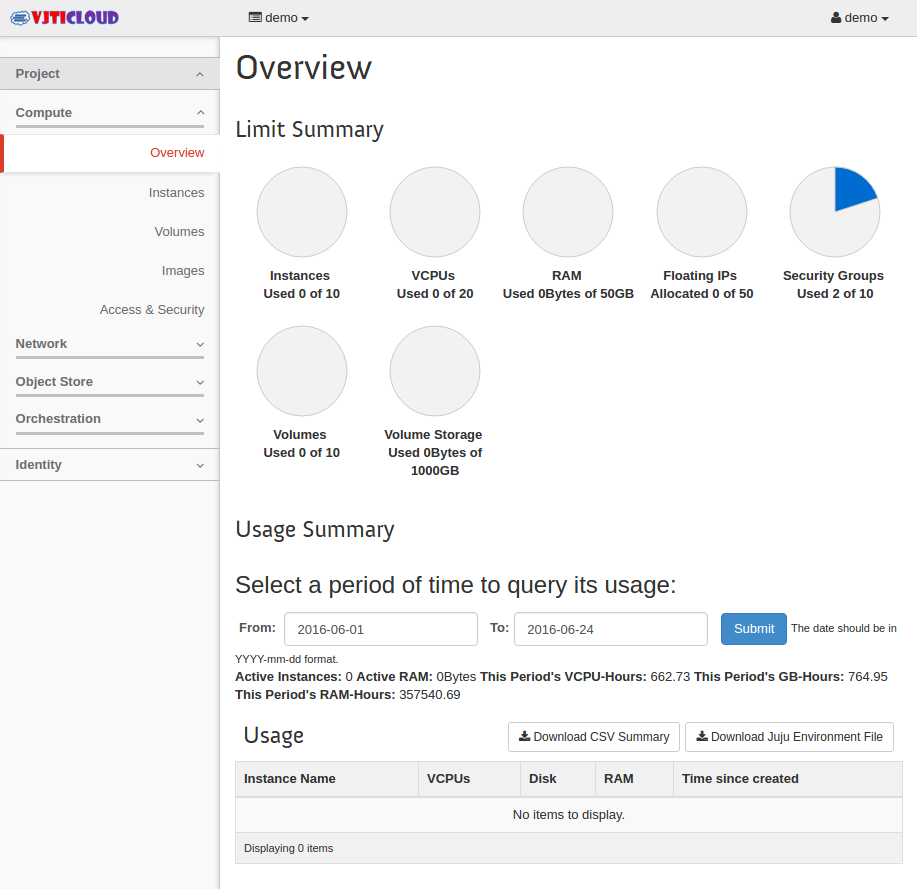 VJTICLOUD
demo
demo
Project
Compute
Overview
Instances
Volumes
Images
Access & Security
Network
Object Store
Orchestration
Identity
Overview
Limit Summary
Instances
Used 0 of 10
VCPUs
Used 0 of 20
RAM
Used 0Bytes of 50GB
Floating IPs
Allocated 0 of 50
Security Groups
Used 2 of 10
Volumes
Used 0 of 10
Volume Storage
Used 0Bytes of
1000GB
Usage Summary
Select a period of time to query its usage:
From: 2016-06-01 To: 2016-06-24 Submit The date should be in
YYYY-mm-dd format.
Active Instances: 0 Active RAM: 0Bytes This Period's VCPU-Hours: 662.73 This Period's GB-Hours: 764.95
This Period's RAM-Hours: 357540.69
Usage Download CSV Summary Download Juju Environment File
Instance Name VCPUs Disk RAM Time since created
No items to display.
Displaying 0 items